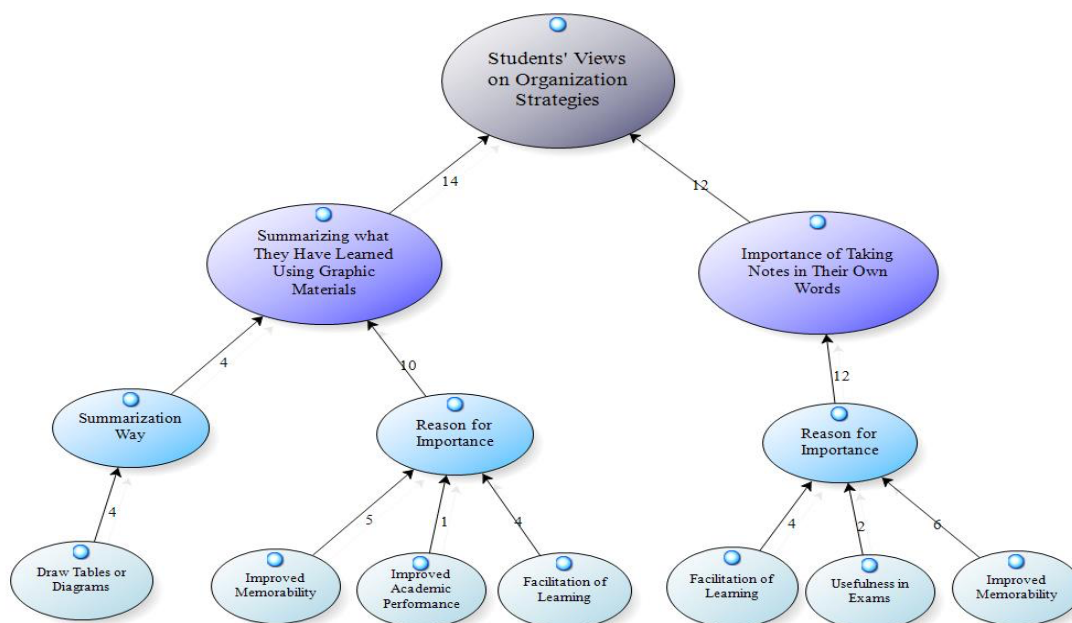 Students' Views
on Organization
Strategies
14
12
Summarizing what
They Have Learned
Using Graphic
Materials
Importance of Taking
Notes in Their Own
Words
4
10
12
Summarization
Way
Reason for
Importance
Reason for
Importance
4
5
1
4
4
2
6
Draw Tables or
Diagrams
Improved
Memorability
Improved
Academic
Performance
Facilitation of
Learning
Facilitation of
Learning
Usefulness in
Exams
Improved
Memorability